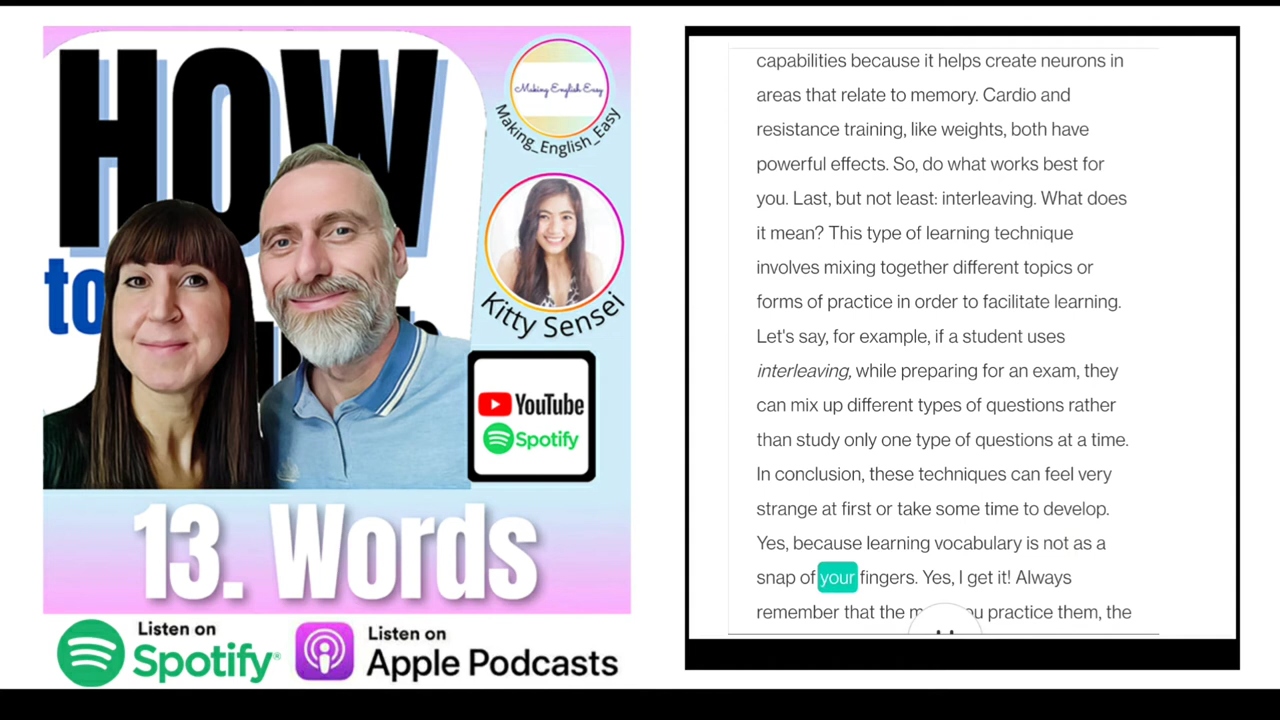 HOW
to
Making English Easy
Making_English_Easy
Kitty Sensei
YouTube
Spotify
13. Words
Listen on
Spotify
Listen on
Apple Podcasts
capabilities because it helps create neurons in
areas that relate to memory. Cardio and
resistance training, like weights, both have
powerful effects. So, do what works best for
you. Last, but not least: interleaving. What does
it mean? This type of learning technique
involves mixing together different topics or
forms of practice in order to facilitate learning.
Let's say, for example, if a student uses
interleaving, while preparing for an exam, they
can mix up different types of questions rather
than study only one type of questions at a time.
In conclusion, these techniques can feel very
strange at first or take some time to develop.
Yes, because learning vocabulary is not as a
snap of your fingers. Yes, I get it! Always
remember that the practice them, the